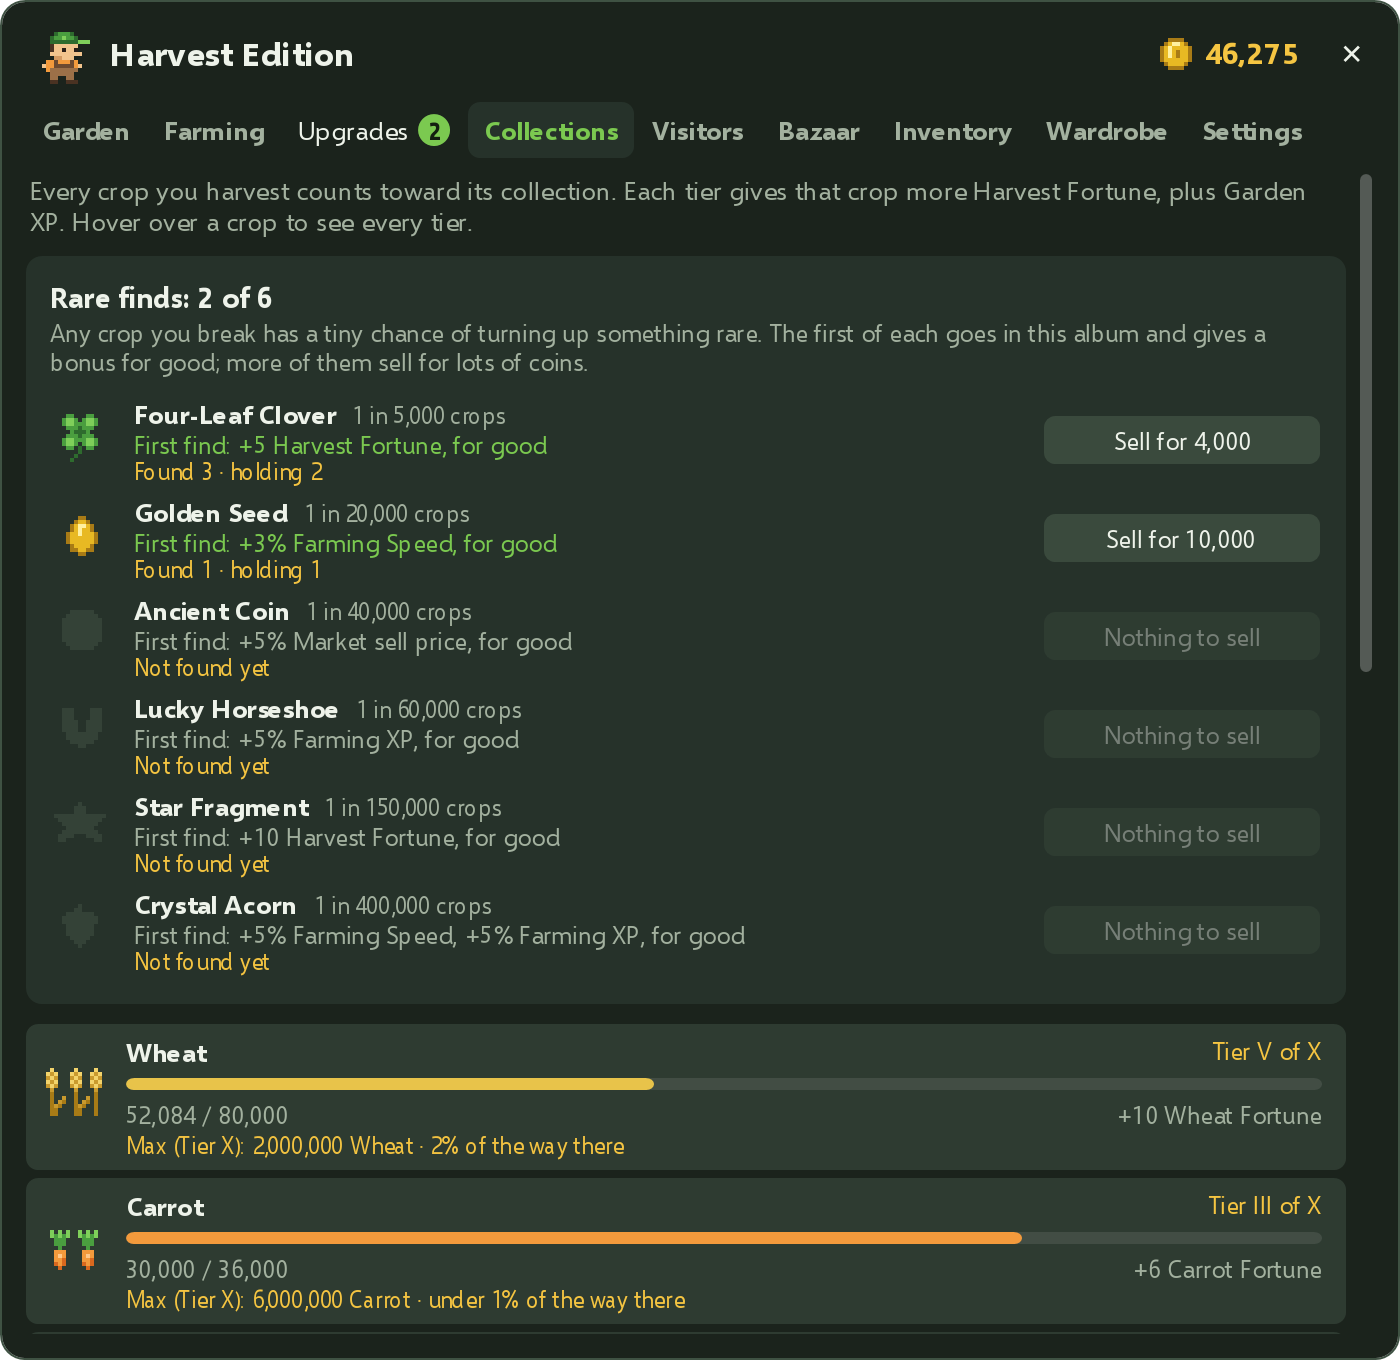 Harvest Edition
46,275 ×
Garden Farming Upgrades 2 Collections Visitors Bazaar Inventory Wardrobe Settings
Every crop you harvest counts toward its collection. Each tier gives that crop more Harvest Fortune, plus Garden
XP. Hover over a crop to see every tier.
Rare finds: 2 of 6
Any crop you break has a tiny chance of turning up something rare. The first of each goes in this album and gives a
bonus for good; more of them sell for lots of coins.
Four-Leaf Clover 1 in 5,000 crops
First find: +5 Harvest Fortune, for good
Found 3 · holding 2
Sell for 4,000
Golden Seed 1 in 20,000 crops
First find: +3% Farming Speed, for good
Found 1 · holding 1
Sell for 10,000
Ancient Coin 1 in 40,000 crops
First find: +5% Market sell price, for good
Not found yet
Nothing to sell
Lucky Horseshoe 1 in 60,000 crops
First find: +5% Farming XP, for good
Not found yet
Nothing to sell
Star Fragment 1 in 150,000 crops
First find: +10 Harvest Fortune, for good
Not found yet
Nothing to sell
Crystal Acorn 1 in 400,000 crops
First find: +5% Farming Speed, +5% Farming XP, for good
Not found yet
Nothing to sell
Wheat
Tier V of X
52,084 / 80,000
+10 Wheat Fortune
Max (Tier X): 2,000,000 Wheat · 2% of the way there
Carrot
Tier III of X
30,000 / 36,000
+6 Carrot Fortune
Max (Tier X): 6,000,000 Carrot · under 1% of the way there